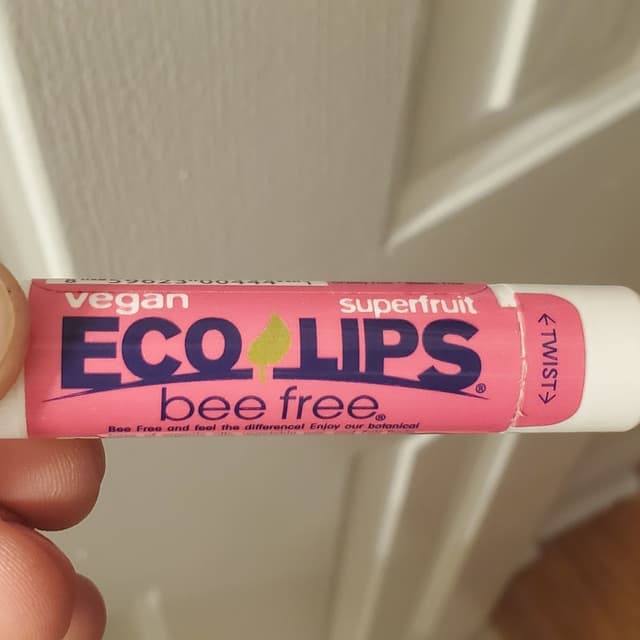 vegan
superfruit
ECO LIPS®
bee free®
Bee Free and feel the difference! Enjoy our botanical
←TWIST→